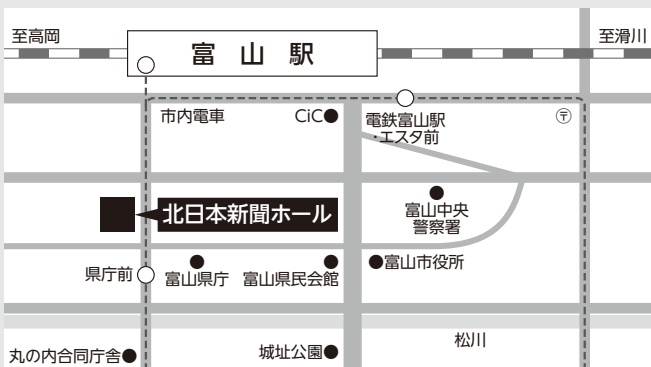 至高岡
富山駅
至滑川
市内電車
CiC
電鉄富山駅
・エスタ前
〒
北日本新聞ホール
富山中央
警察署
県庁前
富山県庁
富山県民会館
富山市役所
丸の内合同庁舎
城址公園
松川